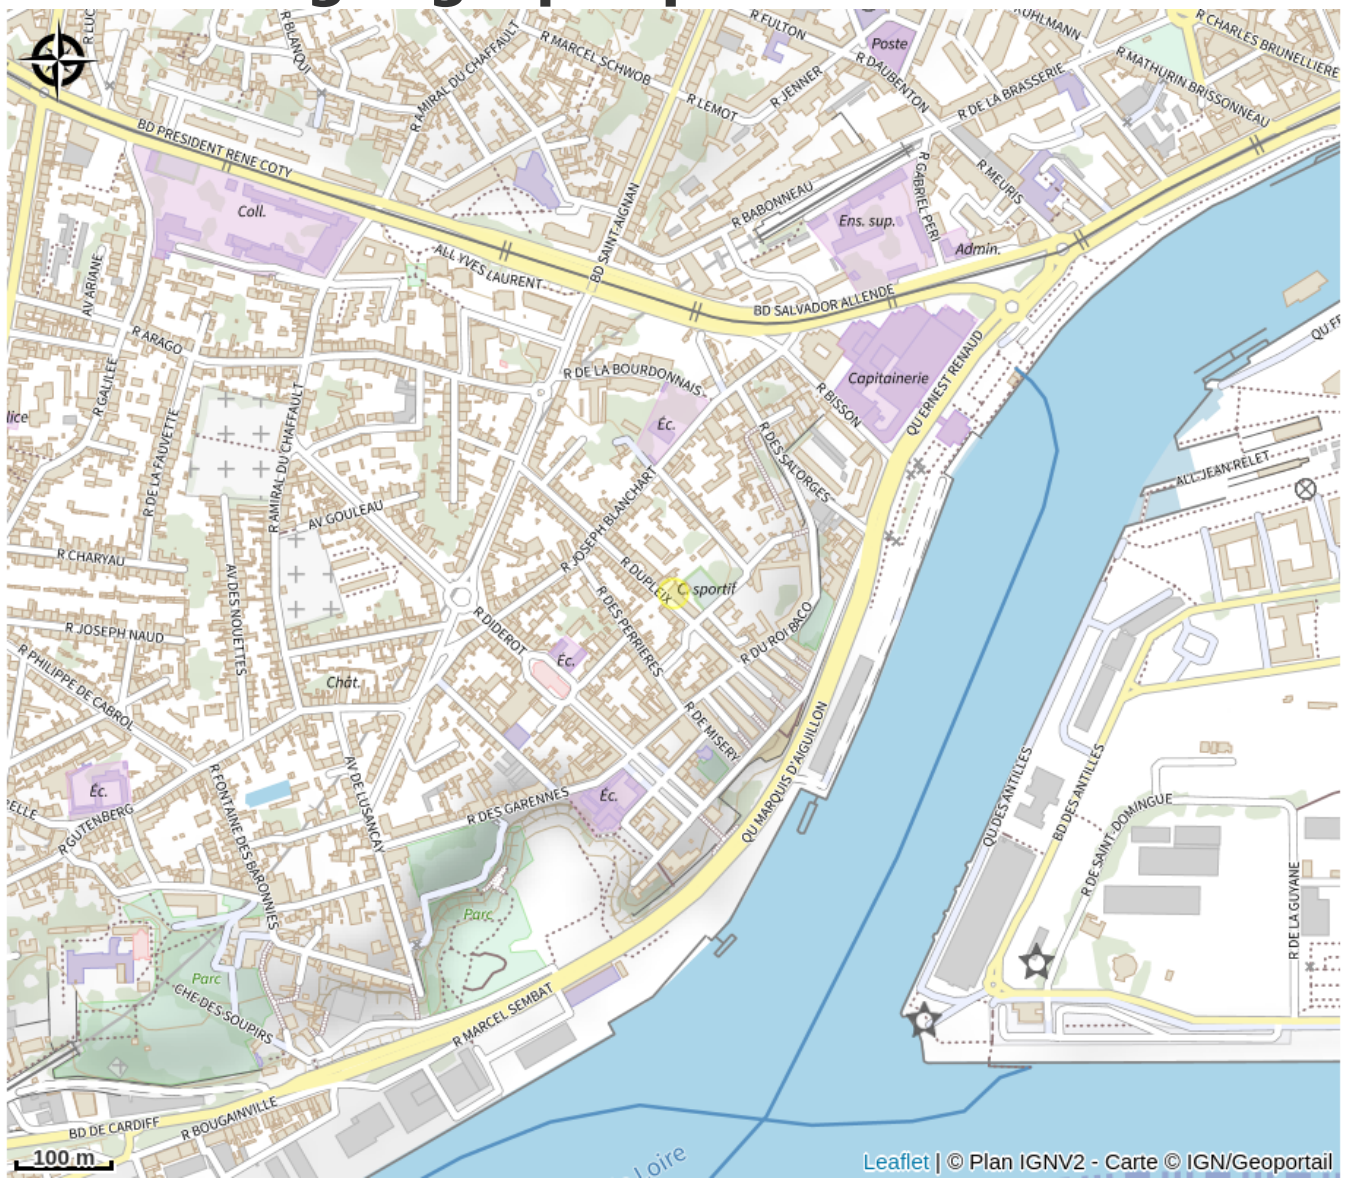 R BLANQUI
R AMIRAL DU CHAFFAULT
R MARCEL SCHWOB
R LEMOT
R FULTON
R JENNER
Poste
R DAUBENTON
R DE LA BRASSERIE
R MATHURIN BRISSONNEAU
R CHARLES BRUNELLIERE
BD PRESIDENT RENE COTY
Coll.
BD SAINT-AIGNAN
R BABONNEAU
R GABRIEL PERI
R MEURIS
Ens. sup.
Admin.
AV ARIANE
ALL YVES LAURENT
BD SALVADOR ALLENDE
R ARAGO
R GALILEE
R DE LA FAUVETTE
R AMIRAL DU CHAFFAULT
R DE LA BOURDONNAIS
Éc.
R BISSON
Capitainerie
QU ERNEST RENAUD
R DES SALORGES
ALL JEAN RELET
AV GOULEAU
R JOSEPH BLANCHART
R CHARYAU
AV DES NOUETTES
R DUPLEIX
C. sportif
R DES PERRIERES
R DIDEROT
R DU ROI BACO
R JOSEPH NAUD
R PHILIPPE DE CABROL
Chât.
Éc.
R DE MISERY
QU MARQUIS D'AIGUILLON
AV DE LUSANCAY
R FONTAINE DES BARONNIES
Éc.
R GUTENBERG
R DES GARENNES
Éc.
QU DES ANTILLES
BD DES ANTILLES
R DE SAINT-DOMINGUE
R DE LA GUYANE
Parc
Parc
CHE DES SOUPIRS
R MARCEL SEMBAT
BD DE CARDIFF
R BOUGAINVILLE
100 m
Loire
Leaflet | © Plan IGNV2 - Carte © IGN/Geoportail